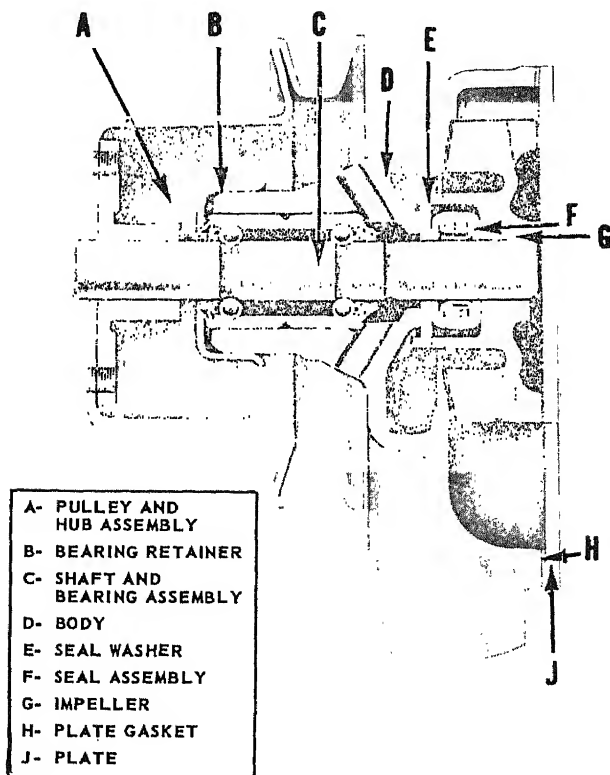 A
B
C
D
E
F
G
H
J
A- PULLEY AND
HUB ASSEMBLY
B- BEARING RETAINER
C- SHAFT AND
BEARING ASSEMBLY
D- BODY
E- SEAL WASHER
F- SEAL ASSEMBLY
G- IMPELLER
H- PLATE GASKET
J- PLATE